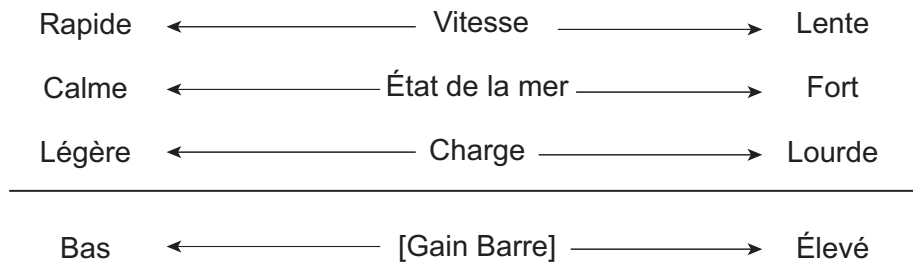 Rapide Vitesse Lente
Calme État de la mer Fort
Légère Charge Lourde
Bas [Gain Barre] Élevé